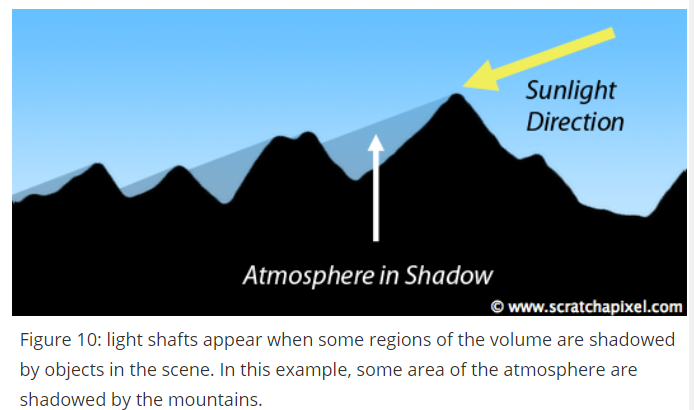 Sunlight
Direction
Atmosphere in Shadow
© www.scratchapixel.com
Figure 10: light shafts appear when some regions of the volume are shadowed
by objects in the scene. In this example, some area of the atmosphere are
shadowed by the mountains.